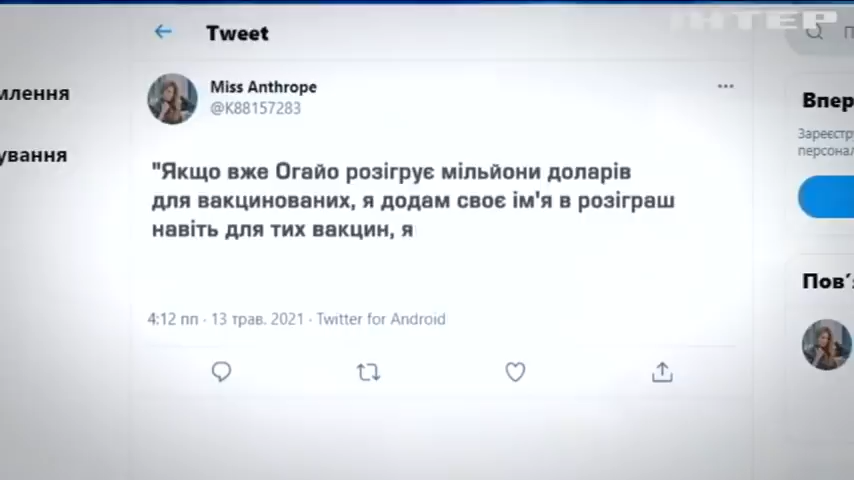 ІНТЕР
Tweet
млення
ування
Miss Anthrope
@K88157283
"Якщо вже Огайо розігрує мільйони доларів
для вакцинованих, я додам своє ім'я в розіграш
навіть для тих вакцин, я
4:12 пп · 13 трав. 2021 · Twitter for Android
Впер
Зареєстру
персонал
Пов'я